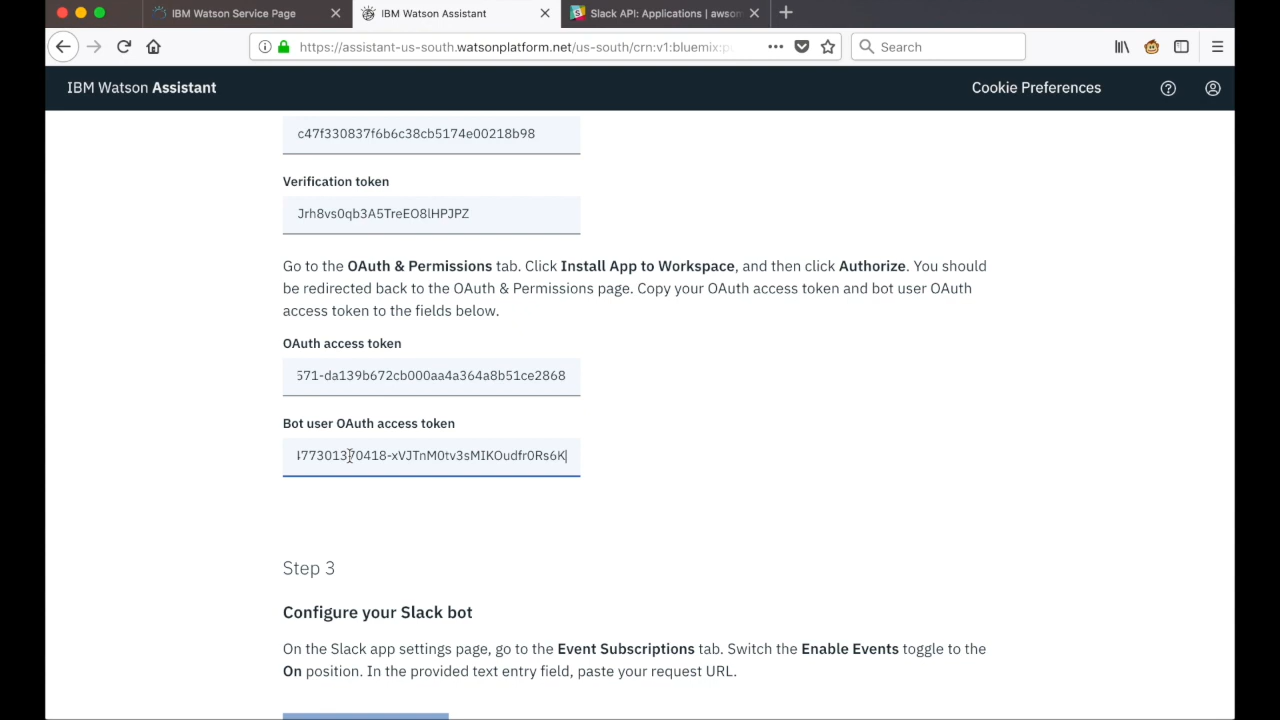 IBM Watson Service Page
IBM Watson Assistant
Slack API: Applications | awson
https://assistant-us-south.watsonplatform.net/us-south/crn:v1:bluemix:p
Search
IBM Watson Assistant
Cookie Preferences
c47f330837f6b6c38cb5174e00218b98
Verification token
Jrh8vs0qb3A5TreEO8lHPJPZ
Go to the OAuth & Permissions tab. Click Install App to Workspace, and then click Authorize. You should
be redirected back to the OAuth & Permissions page. Copy your OAuth access token and bot user OAuth
access token to the fields below.
OAuth access token
571-da139b672cb000aa4a364a8b51ce2868
Bot user OAuth access token
477301370418-xVJTnM0tv3sMIKOudfr0Rs6K
Step 3
Configure your Slack bot
On the Slack app settings page, go to the Event Subscriptions tab. Switch the Enable Events toggle to the
On position. In the provided text entry field, paste your request URL.